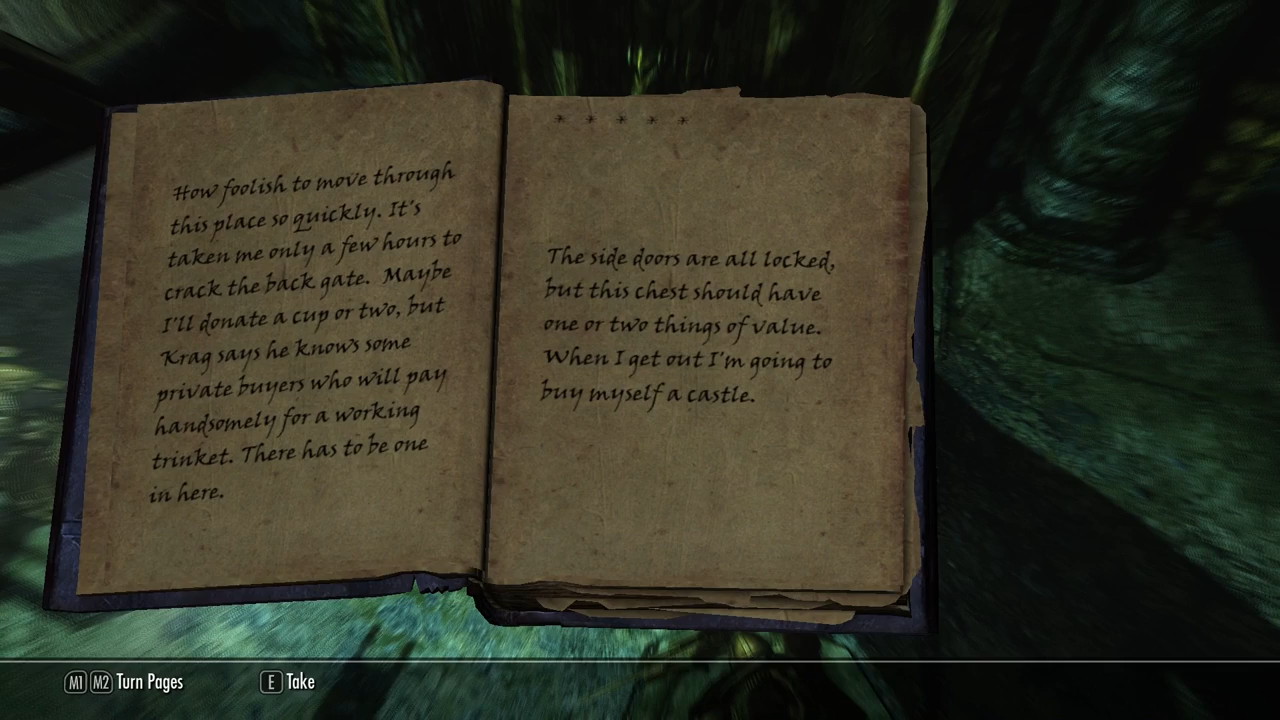 How foolish to move through
this place so quickly. It's
taken me only a few hours to
crack the back gate. Maybe
I'll donate a cup or two, but
Krag says he knows some
private buyers who will pay
handsomely for a working
trinket. There has to be one
in here.
* * * * *
The side doors are all locked,
but this chest should have
one or two things of value.
When I get out I'm going to
buy myself a castle.
M1 M2 Turn Pages
E Take